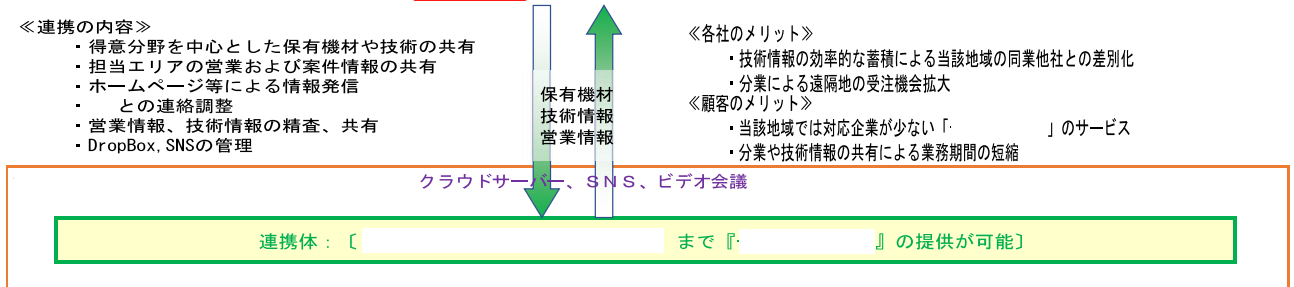 ≪連携の内容≫
・得意分野を中心とした保有機材や技術の共有
・担当エリアの営業および案件情報の共有
・ホームページ等による情報発信
・　　との連絡調整
・営業情報、技術情報の精査、共有
・DropBox,SNSの管理
保有機材
技術情報
営業情報
≪各社のメリット≫
・技術情報の効率的な蓄積による当該地域の同業他社との差別化
・分業による遠隔地の受注機会拡大
≪顧客のメリット≫
・当該地域では対応企業が少ない「　　　　　　」のサービス
・分業や技術情報の共有による業務期間の短縮
クラウドサーバー、ＳＮＳ、ビデオ会議
連携体：〔　　　　　　まで『　　　　　　』の提供が可能〕